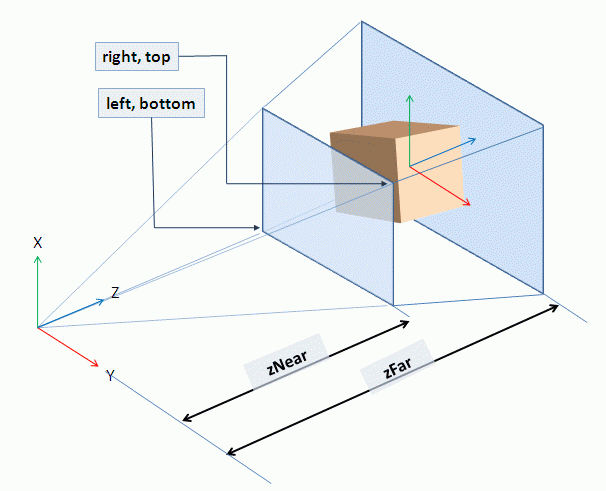 right, top
left, bottom
X
Z
Y
zNear
zFar